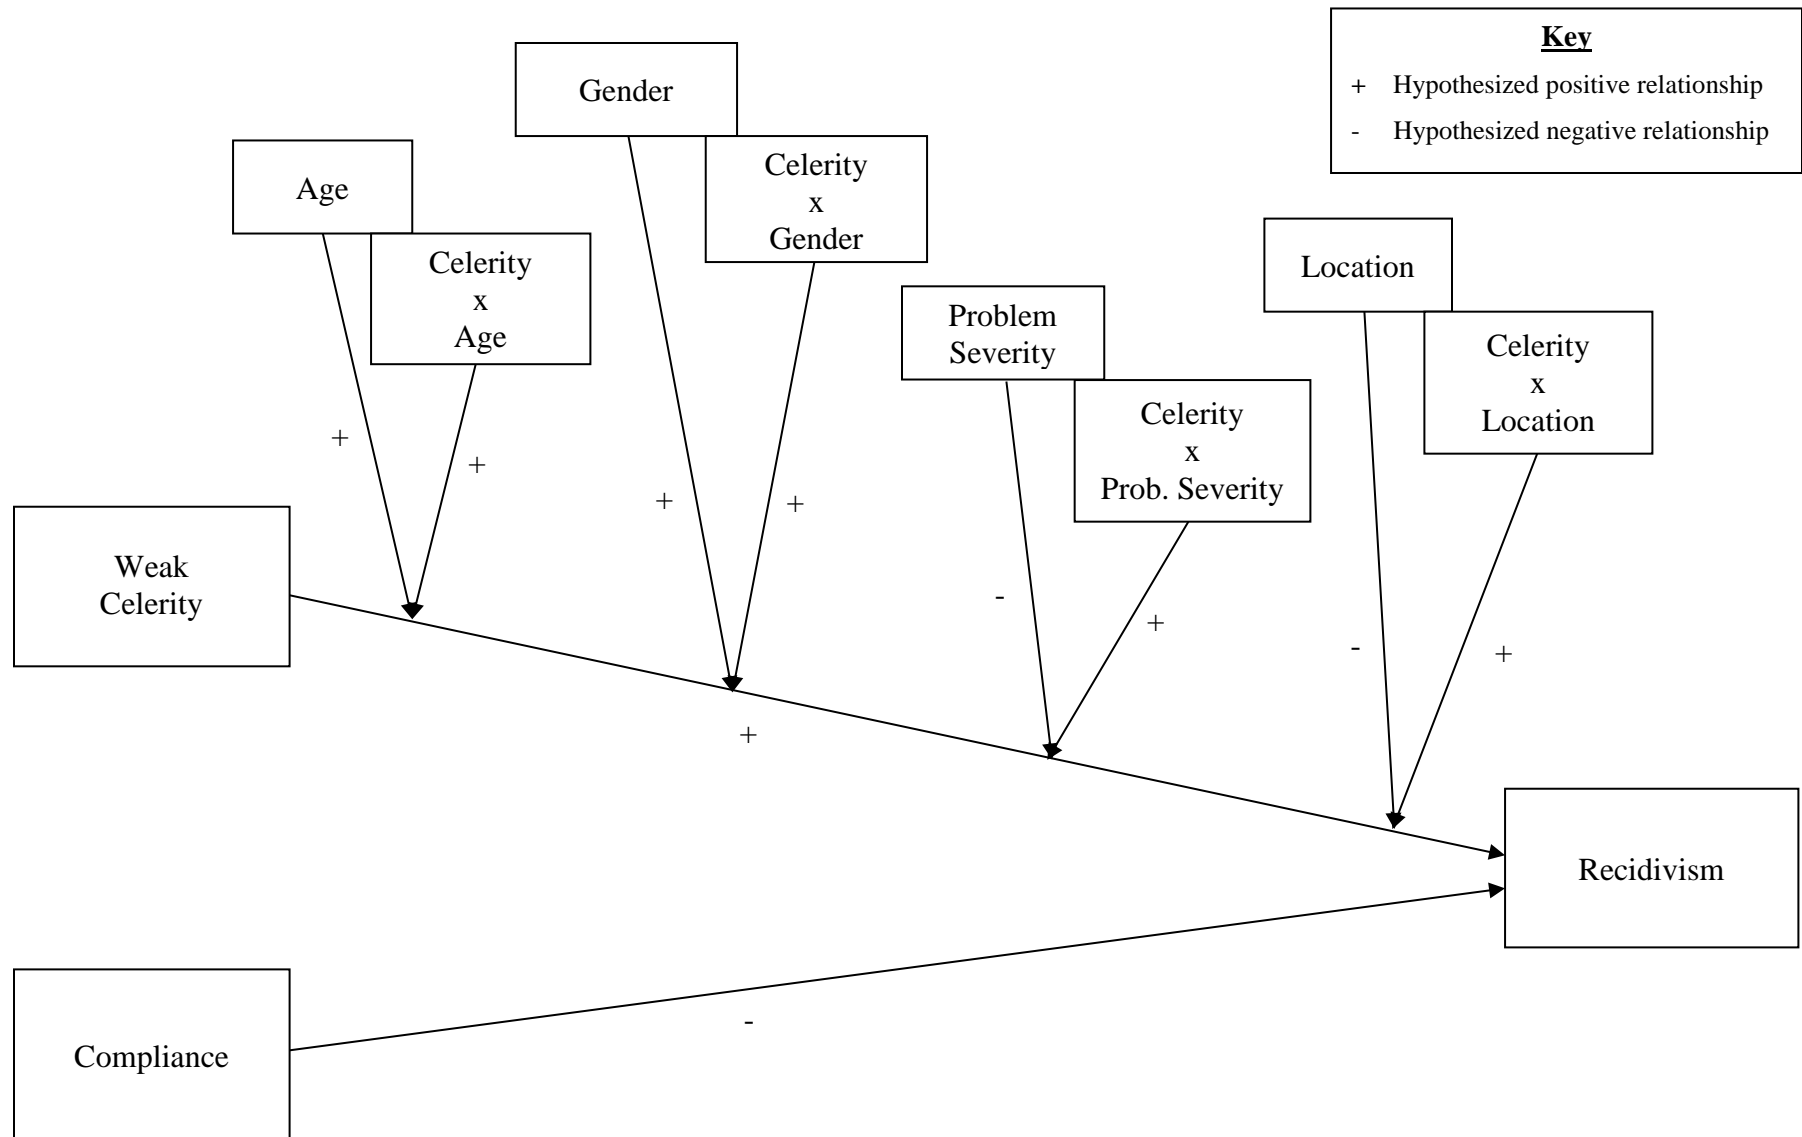 Key
+ Hypothesized positive relationship
- Hypothesized negative relationship
Gender
Celerity
x
Gender
Age
Celerity
x
Age
Problem
Severity
Celerity
x
Prob. Severity
Location
Celerity
x
Location
+
+
+
+
-
+
-
+
Weak
Celerity
+
Recidivism
Compliance
-